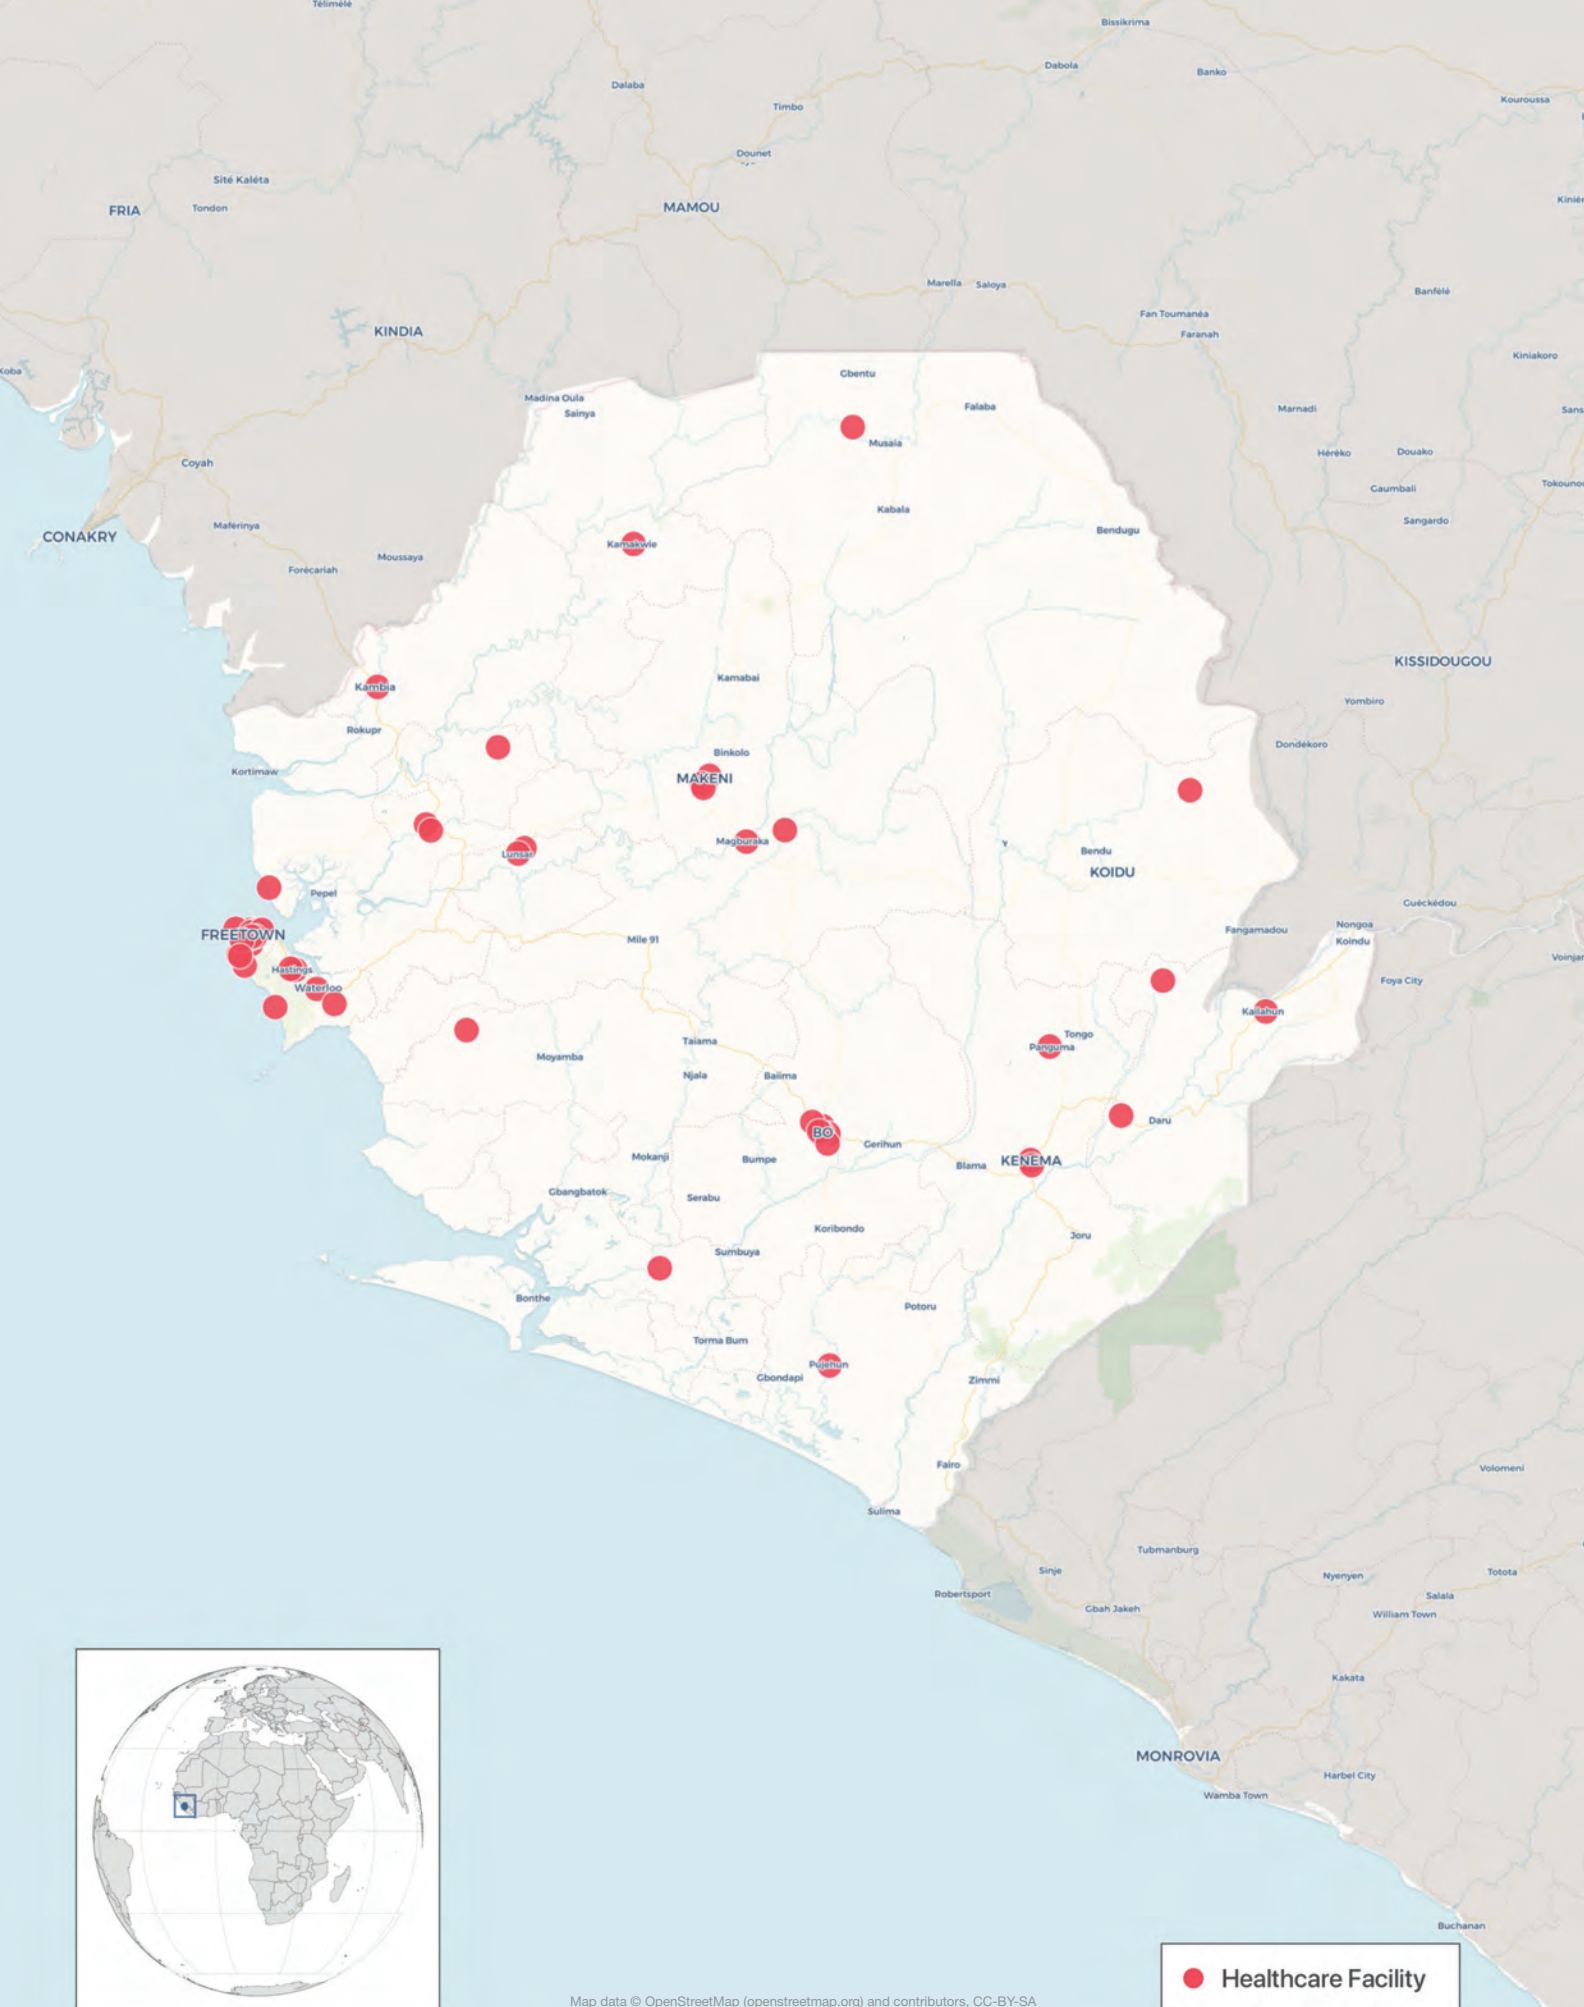 Télimélé
Bissikrima
Dabola
Banko
Dalaba
Kouroussa
Timbo
Dounet
Sité Kaléta
FRIA
Tondon
MAMOU
Marella
Saloya
Banfèlè
Fan Toumanéa
Faranah
KINDIA
Kiniakoro
Koba
Gbentu
Madina Oula
Sainya
Falaba
Marnadi
Musaia
Héréko
Douako
Coyah
Gaumbali
Kabala
Sangardo
Maférinya
CONAKRY
Bendugu
Kamakwie
Moussaya
Forécariah
KISSIDOUGOU
Kamabai
Kambia
Yombiro
Rokupr
Dondékoro
Binkolo
Kortimaw
MAKENI
Magburaka
Y
Bendu
Lunsar
KOIDU
Pepel
Guéckédou
Nongoa
Fangamadou
FREETOWN
Mile 91
Koindu
Hastings
Foya City
Waterloo
Kailahun
Tongo
Taiama
Panguma
Moyamba
Njala
Baiima
Daru
BO
Gerihun
Mokanji
Bumpe
KENEMA
Blama
Gbangbatok
Serabu
Koribondo
Joru
Sumbuya
Bonthe
Potoru
Torma Bum
Pujehun
Gbondapi
Zimmi
Fairo
Volomeni
Sulima
Tubmanburg
Sinje
Nyenyen
Totota
Robertsport
Salala
Gbah Jakeh
William Town
Kakata
MONROVIA
Harbel City
Wamba Town
Buchanan
Healthcare Facility
Map data © OpenStreetMap (openstreetmap.org) and contributors, CC-BY-SA